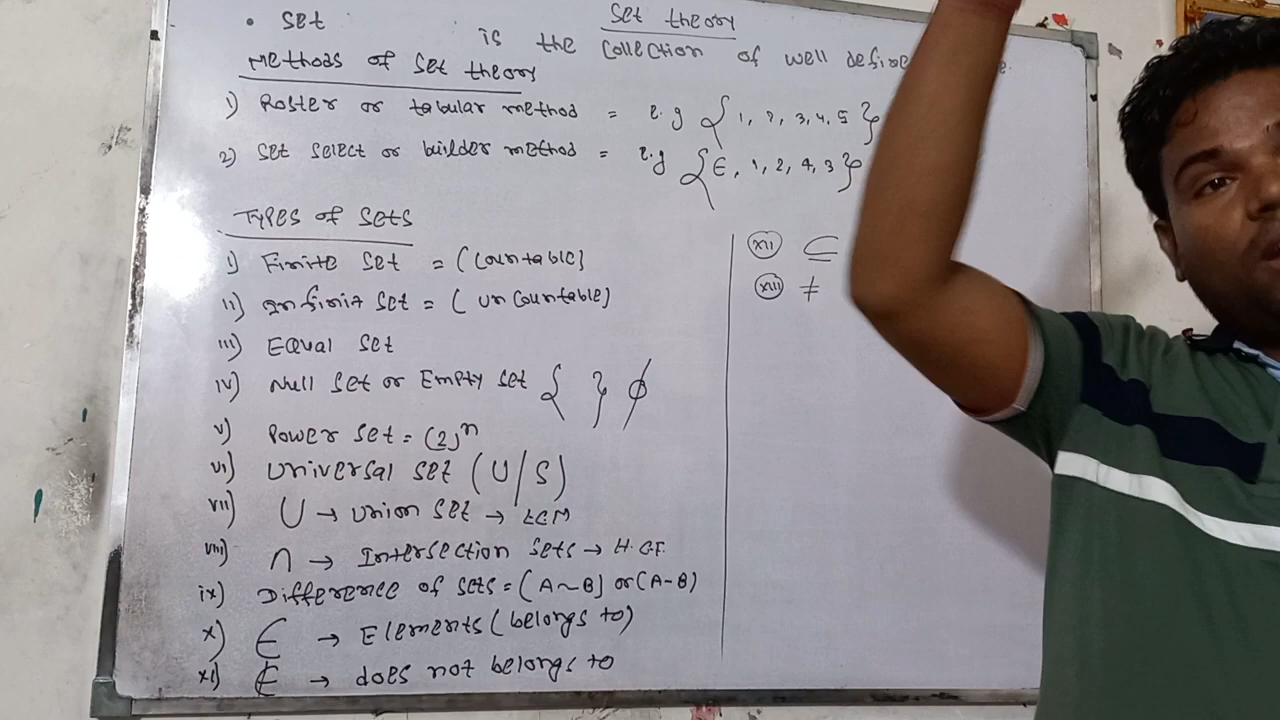 Set theory
• Set is the collection of well define
Methods of Set theory
1) Roster or tabular method = e.g { 1, 2, 3, 4, 5 }
2) Set select or builder method = e.g { ∈, 1, 2, 4, 3 }
Types of Sets
i) Finite Set = (Countable)
ii) Infinit Set = (Uncountable)
iii) Equal Set
iv) Null Set or Empty Set { } ϕ
v) Power Set = (2)ⁿ
vi) Universal Set (U/S)
vii) ∪ → Union Set → LCM
viii) ∩ → Intersection Sets → H.C.F.
ix) Difference of Sets = (A~B) or (A-B)
x) ∈ → Elements (belongs to)
xi) ∉ → does not belongs to
xii ⊆
xiii ≠